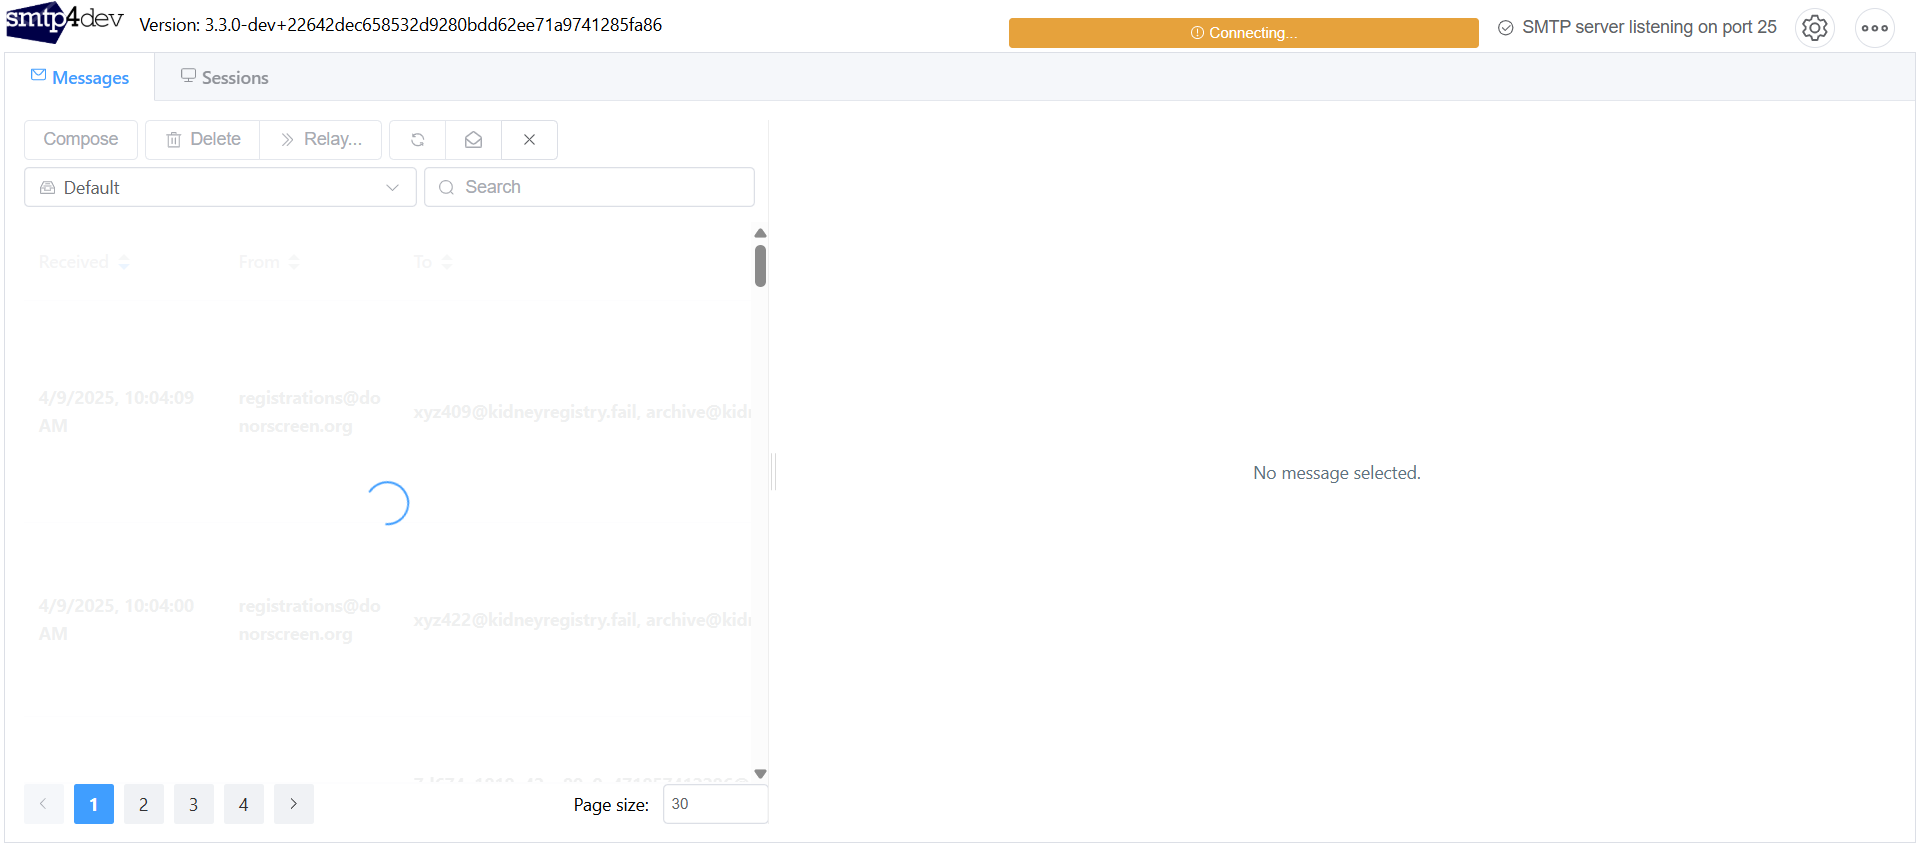 smtp4dev Version: 3.3.0-dev+22642dec658532d9280bdd62ee71a9741285fa86 Connecting... SMTP server listening on port 25
Messages Sessions
Compose Delete Relay...
Default Search
Received From To
4/9/2025, 10:04:09 AM registrations@donorscreen.org xyz409@kidneyregistry.fail, archive@kid
4/9/2025, 10:04:00 AM registrations@donorscreen.org xyz422@kidneyregistry.fail, archive@kid
No message selected.
1 2 3 4 Page size: 30